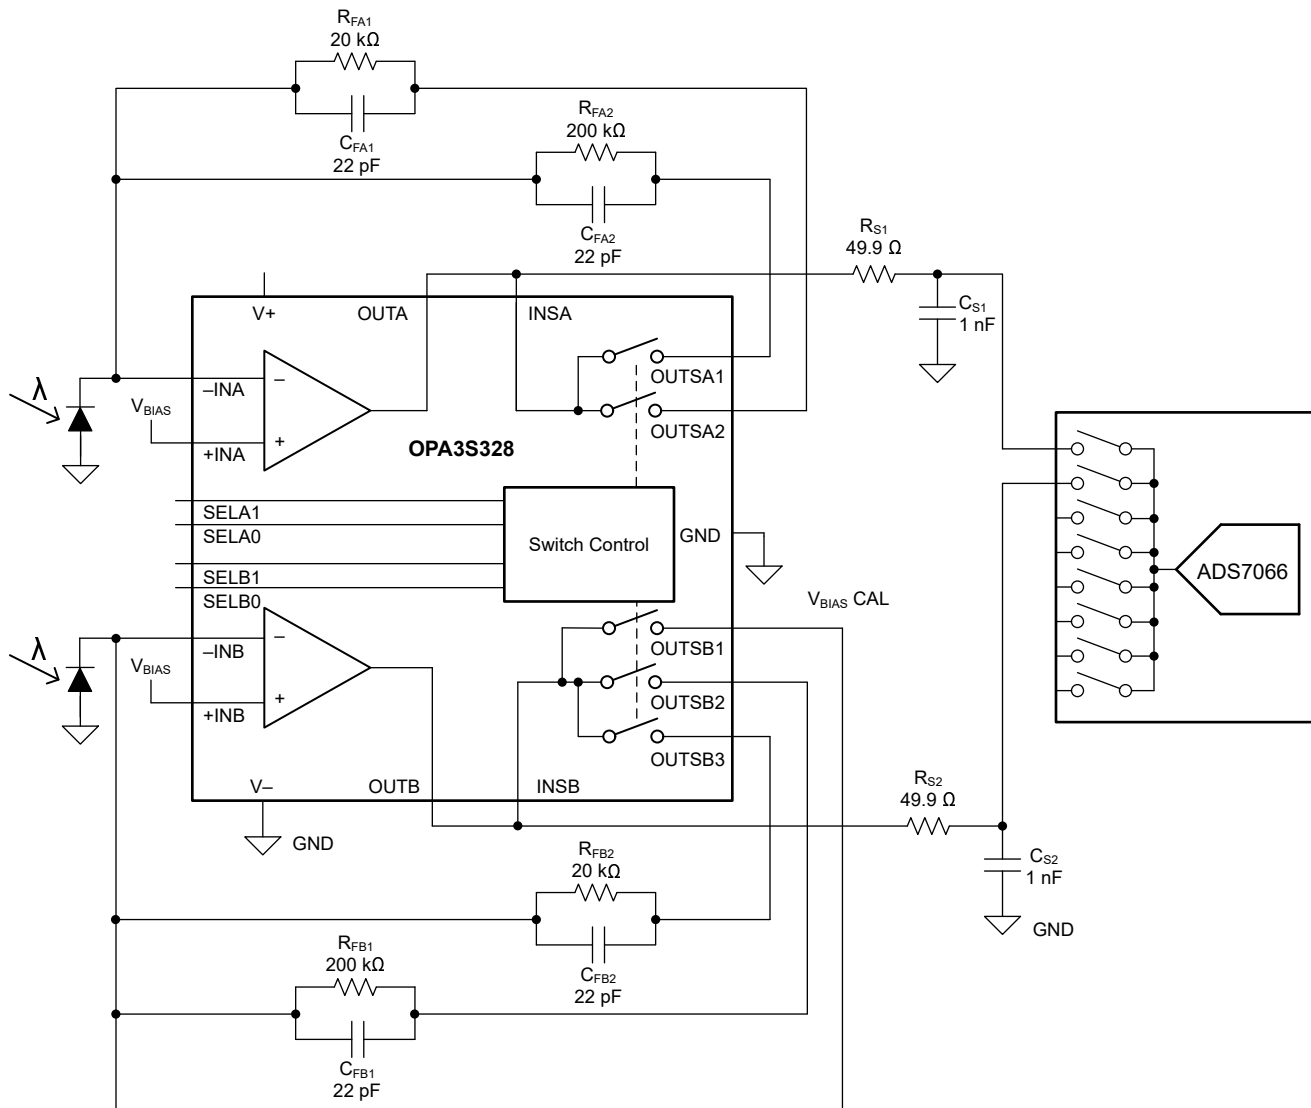 R_FA1
20 kΩ
C_FA1
22 pF
R_FA2
200 kΩ
C_FA2
22 pF
R_S1
49.9 Ω
C_S1
1 nF
V+
OUTA
INSA
OUTSA1
OUTSA2
λ
–INA
–
V_BIAS
+
+INA
OPA3S328
SELA1
SELA0
SELB1
SELB0
Switch Control
GND
ADS7066
V_BIAS CAL
λ
–INB
–
V_BIAS
+
+INB
OUTSB1
OUTSB2
OUTSB3
V–
OUTB
INSB
GND
R_S2
49.9 Ω
C_S2
1 nF
GND
R_FB2
20 kΩ
C_FB2
22 pF
R_FB1
200 kΩ
C_FB1
22 pF